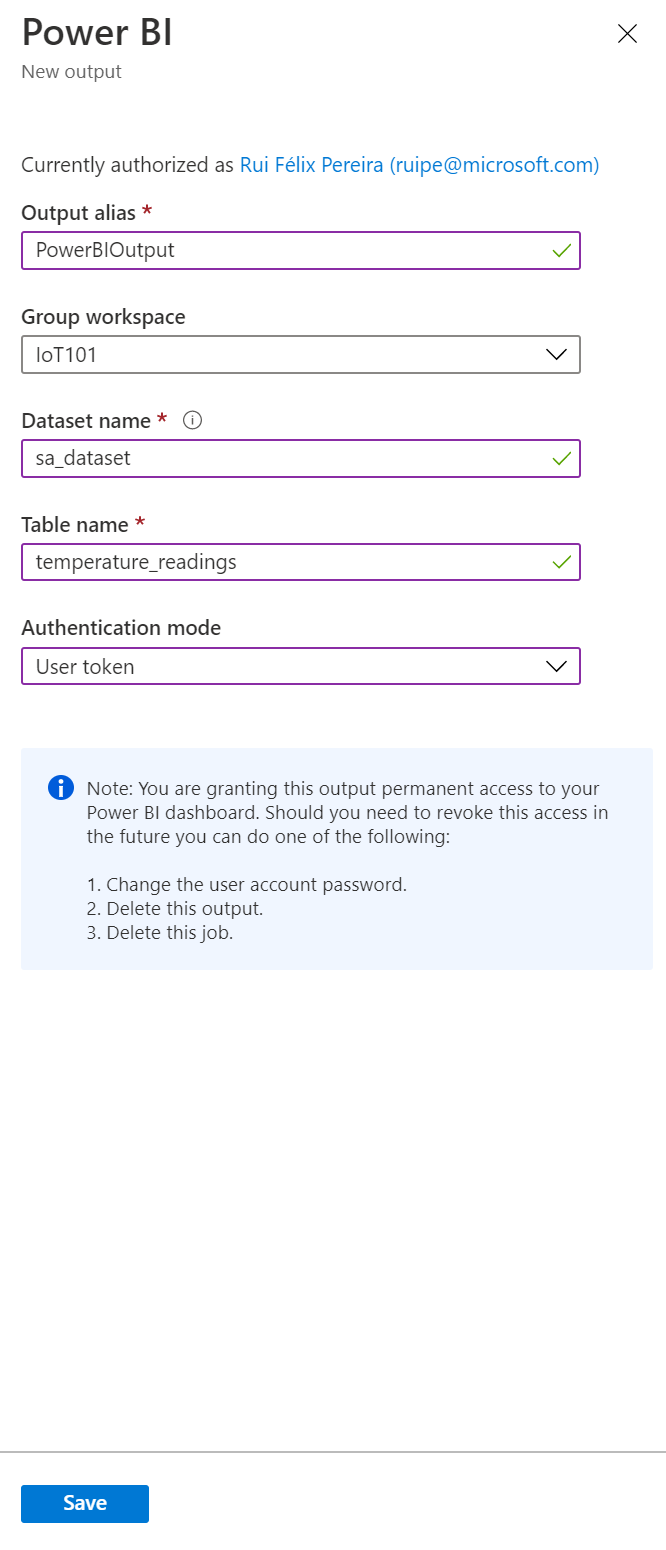 Power BI
New output
Currently authorized as Rui Félix Pereira (ruipe@microsoft.com)
Output alias *
PowerBIOutput
Group workspace
IoT101
Dataset name *
sa_dataset
Table name *
temperature_readings
Authentication mode
User token
Note: You are granting this output permanent access to your
Power BI dashboard. Should you need to revoke this access in
the future you can do one of the following:
1. Change the user account password.
2. Delete this output.
3. Delete this job.
Save